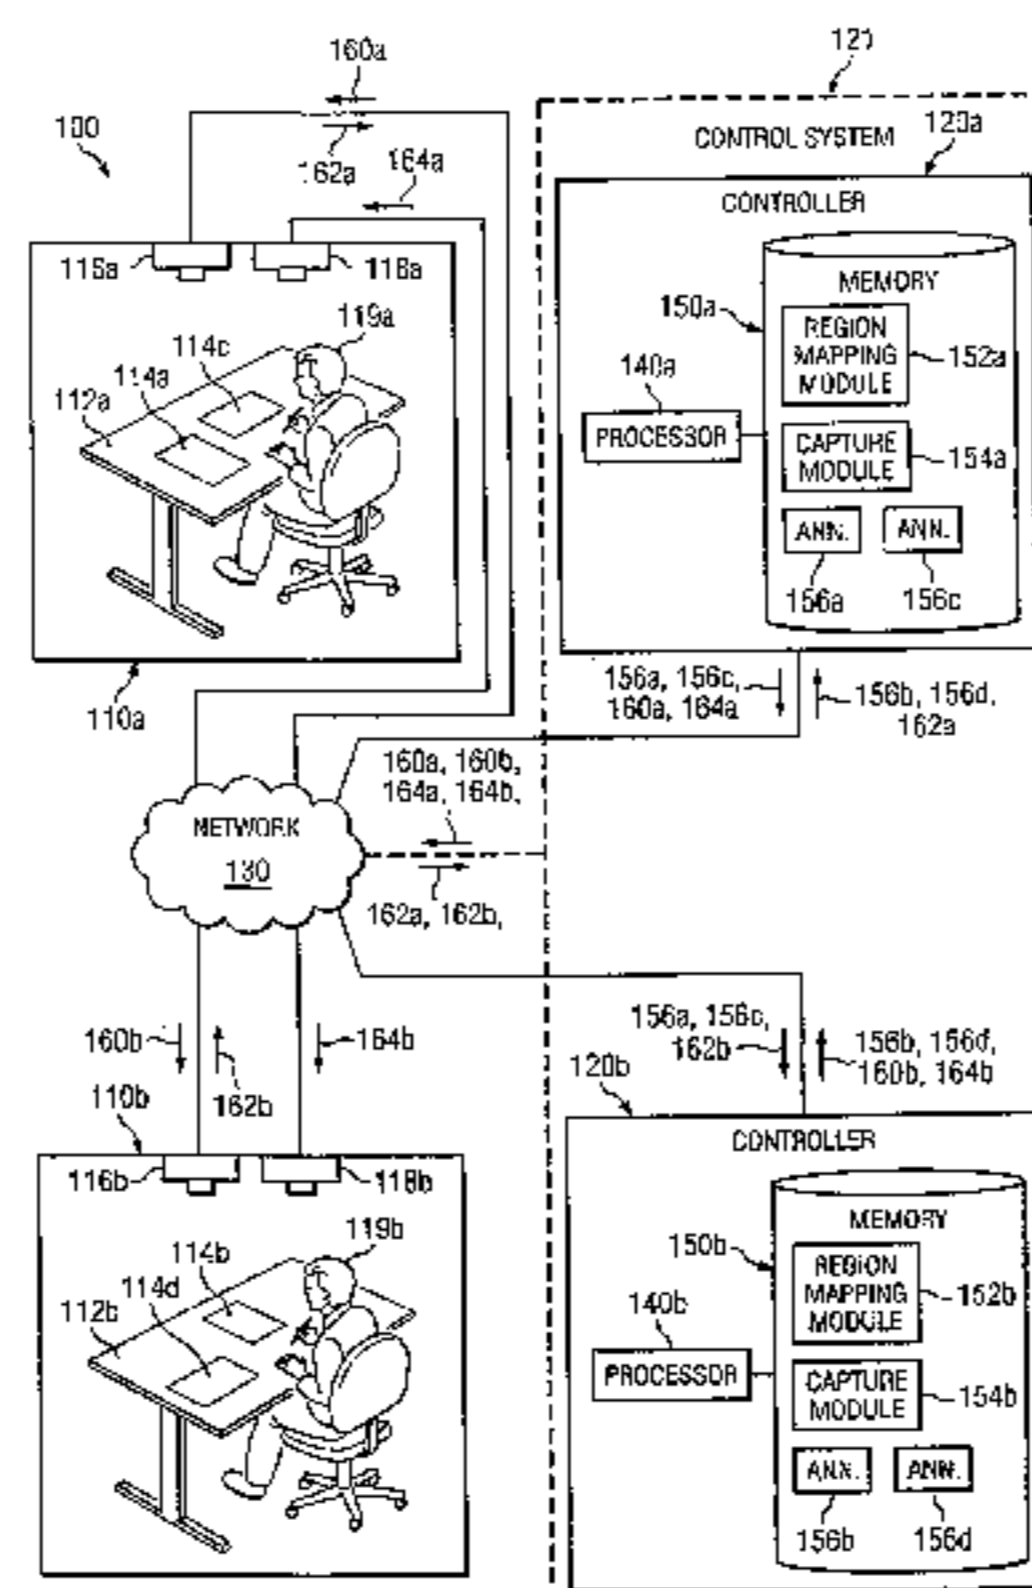 160a
120
100
162a
164a
CONTROL SYSTEM
120a
CONTROLLER
116a
118a
MEMORY
150a
REGION
MAPPING
MODULE
152a
119a
114c
114a
112a
140a
PROCESSOR
CAPTURE
MODULE
154a
ANN.
ANN.
156a
156c
110a
156a, 156c,
160a, 164a
156b, 156d,
162a
160a, 160b,
164a, 164b,
NETWORK
130
162a, 162b,
160b
164b
162b
156a, 156c,
162b
156b, 156d,
160b, 164b
120b
110b
CONTROLLER
116b
118b
MEMORY
150b
REGION
MAPPING
MODULE
152b
119b
114b
114d
112b
140b
PROCESSOR
CAPTURE
MODULE
154b
ANN.
ANN.
156b
156d